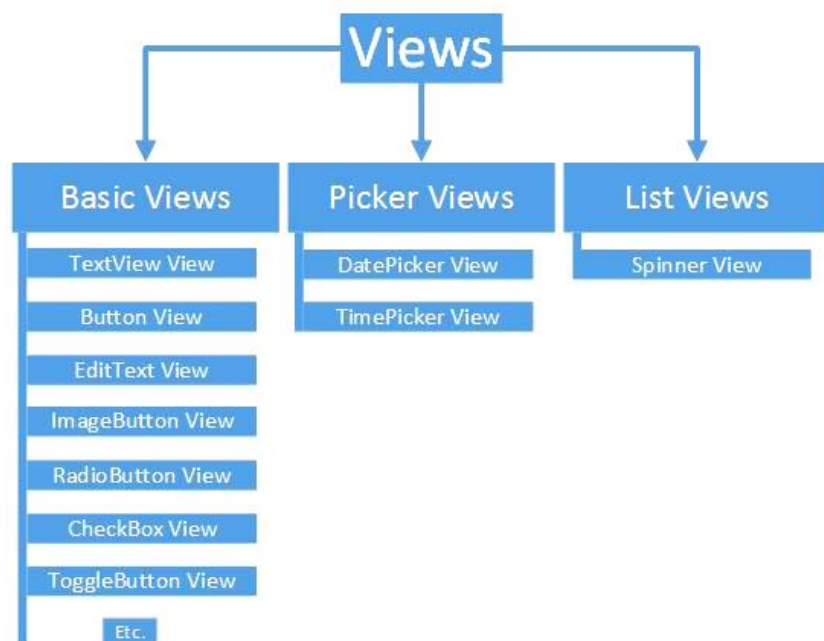 Views
Basic Views
TextView View
Button View
EditText View
ImageButton View
RadioButton View
CheckBox View
ToggleButton View
Etc.
Picker Views
DatePicker View
TimePicker View
List Views
Spinner View